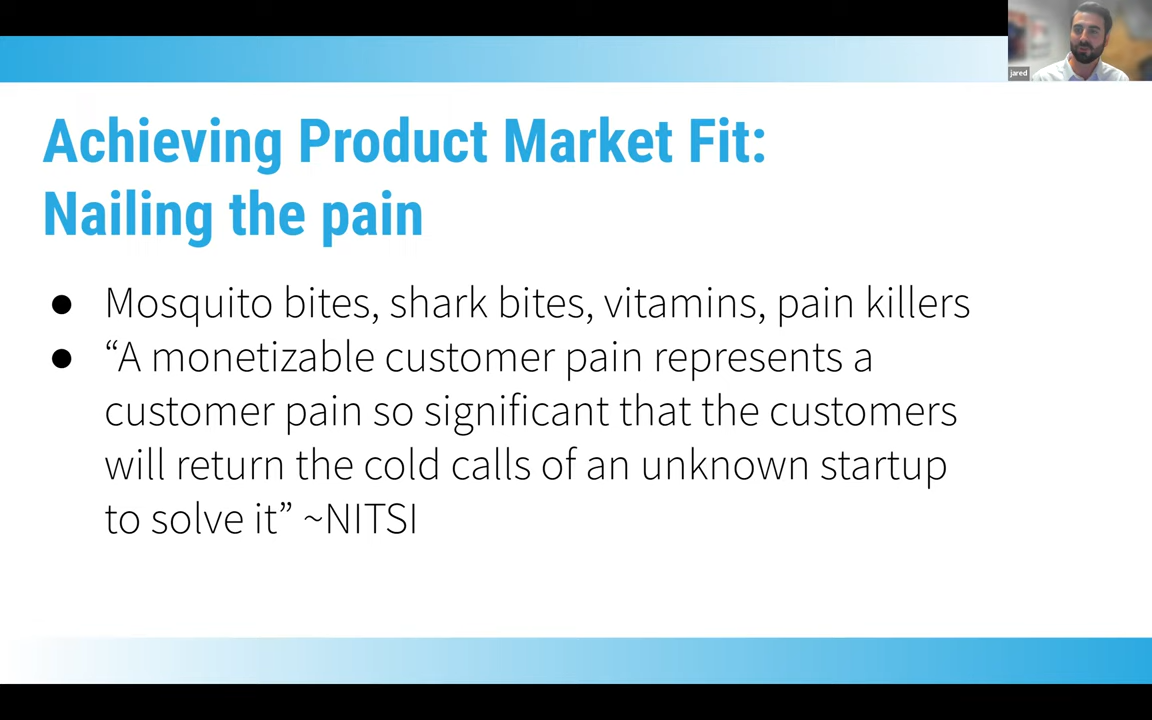 jared
Achieving Product Market Fit:
Nailing the pain
● Mosquito bites, shark bites, vitamins, pain killers
● “A monetizable customer pain represents a
customer pain so significant that the customers
will return the cold calls of an unknown startup
to solve it” ~NITSI